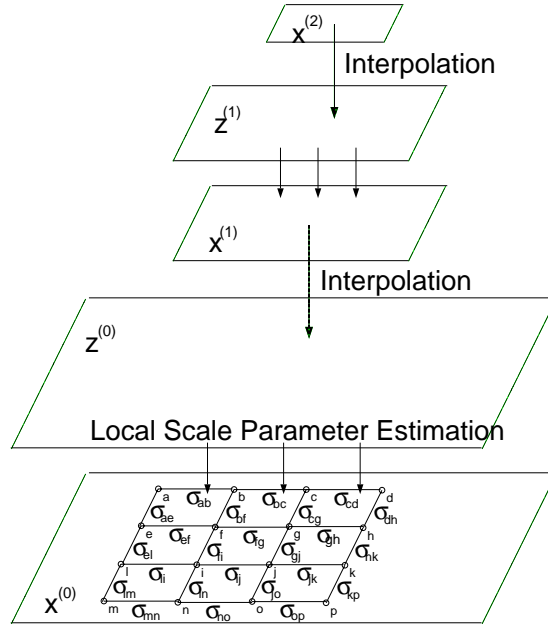 x(2)
Interpolation
z(1)
x(1)
Interpolation
z(0)
Local Scale Parameter Estimation
a σab b σbc c σcd d
σae σbf σcg σdh
e σef f σfg g σgh h
σel σfi σgj σhk
l σli i σij j σjk k
σlm σin σjo σkp
x(0)
m σmn n σno o σop p